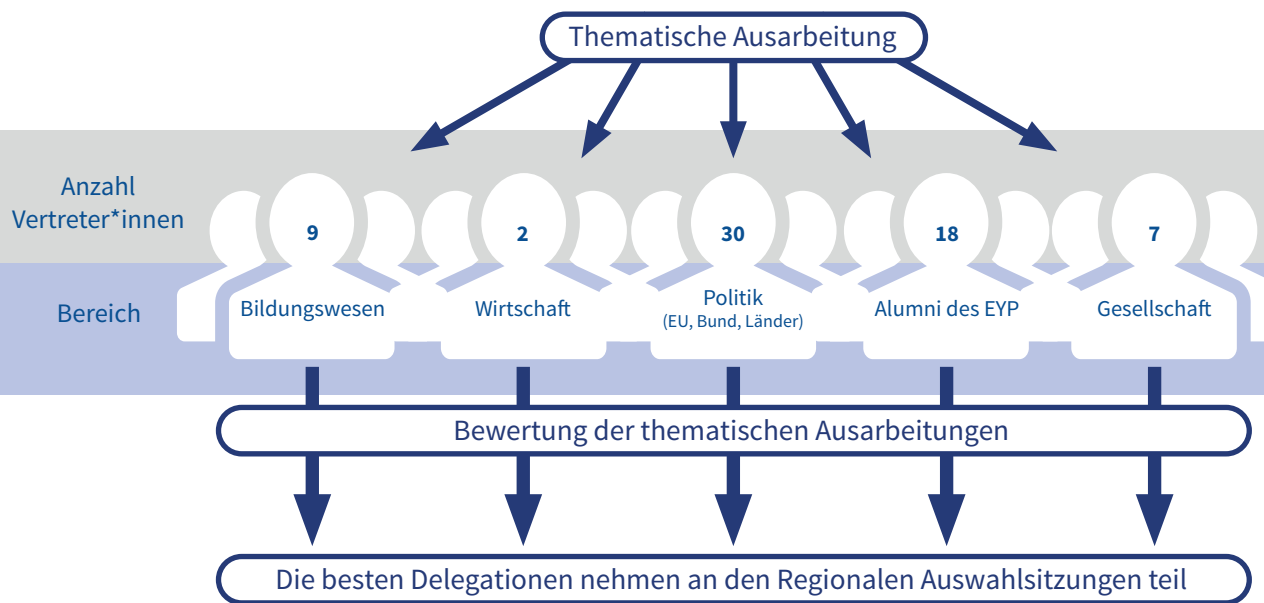 Thematische Ausarbeitung
Anzahl
Vertreter*innen
9
2
30
18
7
Bereich
Bildungswesen
Wirtschaft
Politik
(EU, Bund, Länder)
Alumni des EYP
Gesellschaft
Bewertung der thematischen Ausarbeitungen
Die besten Delegationen nehmen an den Regionalen Auswahlsitzungen teil